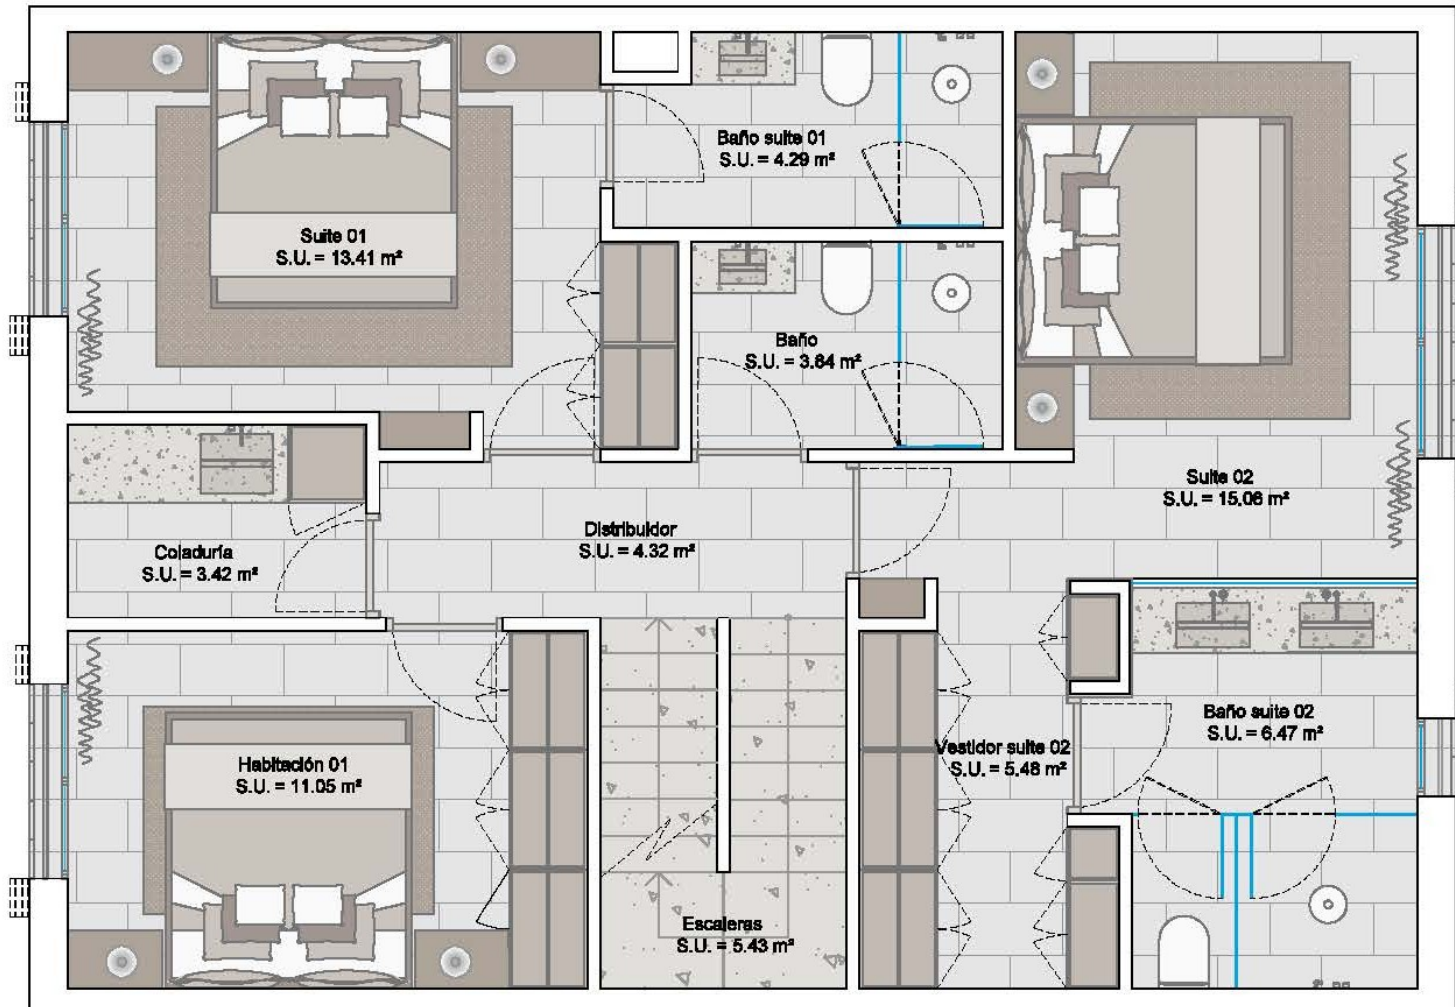 Baño suite 01
S.U. = 4.29 m²
Suite 01
S.U. = 13.41 m²
Baño
S.U. = 3.64 m²
Suite 02
S.U. = 15.06 m²
Distribuidor
S.U. = 4.32 m²
Coladuría
S.U. = 3.42 m²
Baño suite 02
S.U. = 6.47 m²
Vestidor suite 02
S.U. = 5.48 m²
Habitación 01
S.U. = 11.05 m²
Escaleras
S.U. = 5.43 m²